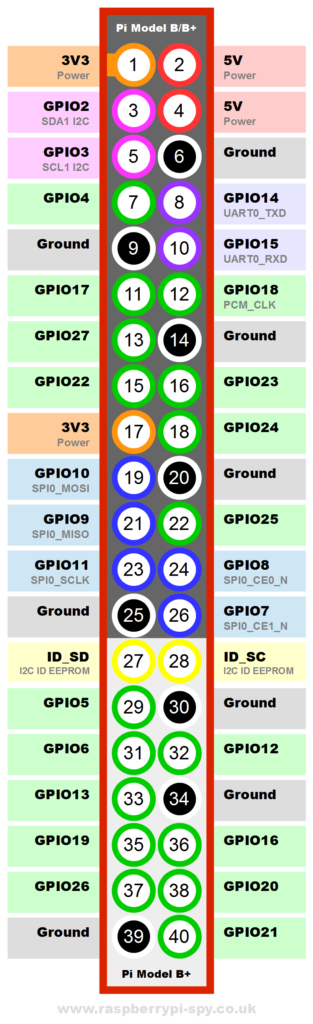 Pi Model B/B+
3V3 1 2 5V
Power Power
GPIO2 3 4 5V
SDA1 I2C Power
GPIO3 5 6 Ground
SCL1 I2C
GPIO4 7 8 GPIO14
UART0_TXD
Ground 9 10 GPIO15
UART0_RXD
GPIO17 11 12 GPIO18
PCM_CLK
GPIO27 13 14 Ground
GPIO22 15 16 GPIO23
3V3 17 18 GPIO24
Power
GPIO10 19 20 Ground
SPI0_MOSI
GPIO9 21 22 GPIO25
SPI0_MISO
GPIO11 23 24 GPIO8
SPI0_SCLK SPI0_CE0_N
Ground 25 26 GPIO7
SPI0_CE1_N
ID_SD 27 28 ID_SC
I2C ID EEPROM I2C ID EEPROM
GPIO5 29 30 Ground
GPIO6 31 32 GPIO12
GPIO13 33 34 Ground
GPIO19 35 36 GPIO16
GPIO26 37 38 GPIO20
Ground 39 40 GPIO21
Pi Model B+
www.raspberrypi-spy.co.uk